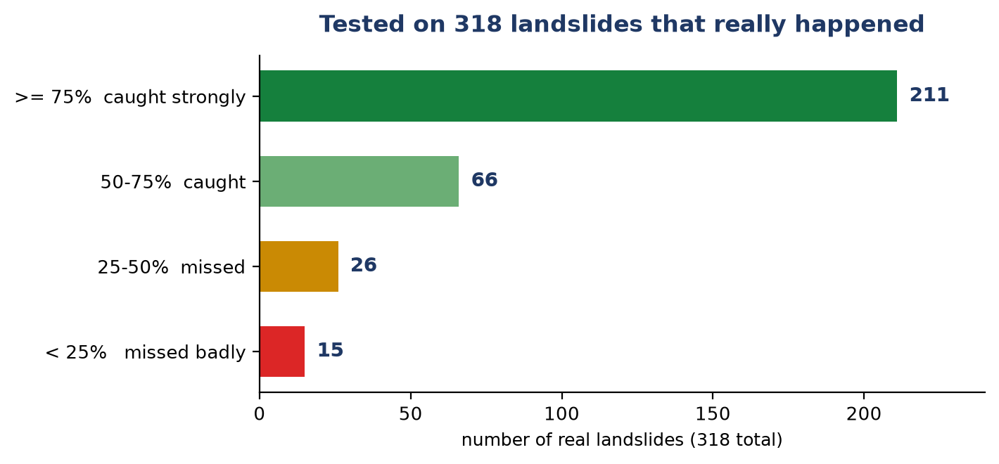 Tested on 318 landslides that really happened
>= 75%  caught strongly
211
50-75%  caught
66
25-50%  missed
26
< 25%   missed badly
15
0 50 100 150 200
number of real landslides (318 total)